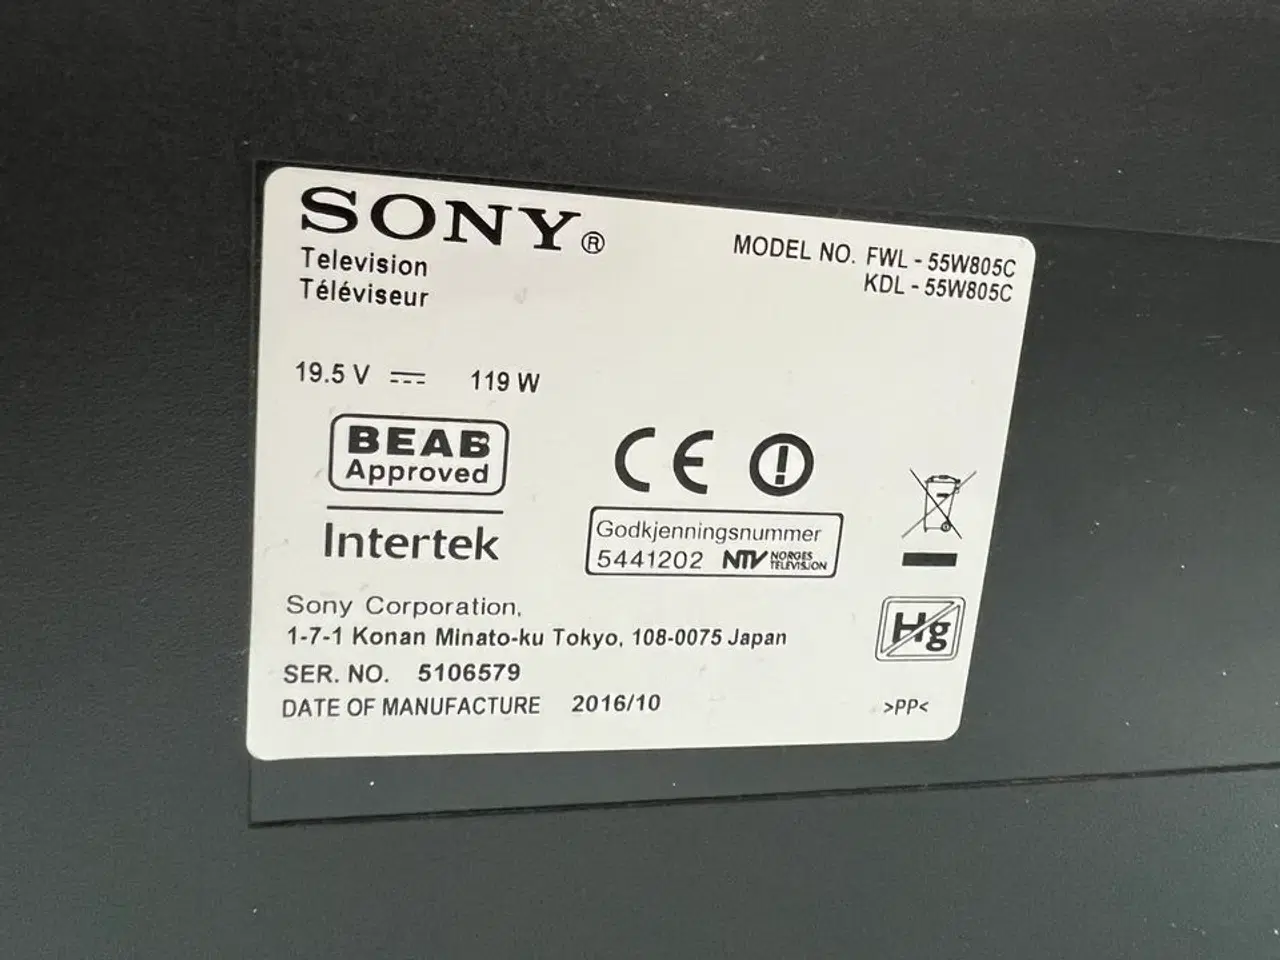 SONY®
Television
Téléviseur
MODEL NO. FWL - 55W805C
KDL - 55W805C
19.5 V ⎓ 119 W
BEAB
Approved
Intertek
CE
Godkjenningsnummer
5441202 NTV NORGES TELEVISJON
Sony Corporation,
1-7-1 Konan Minato-ku Tokyo, 108-0075 Japan
SER. NO. 5106579
DATE OF MANUFACTURE 2016/10
Hg
>PP<